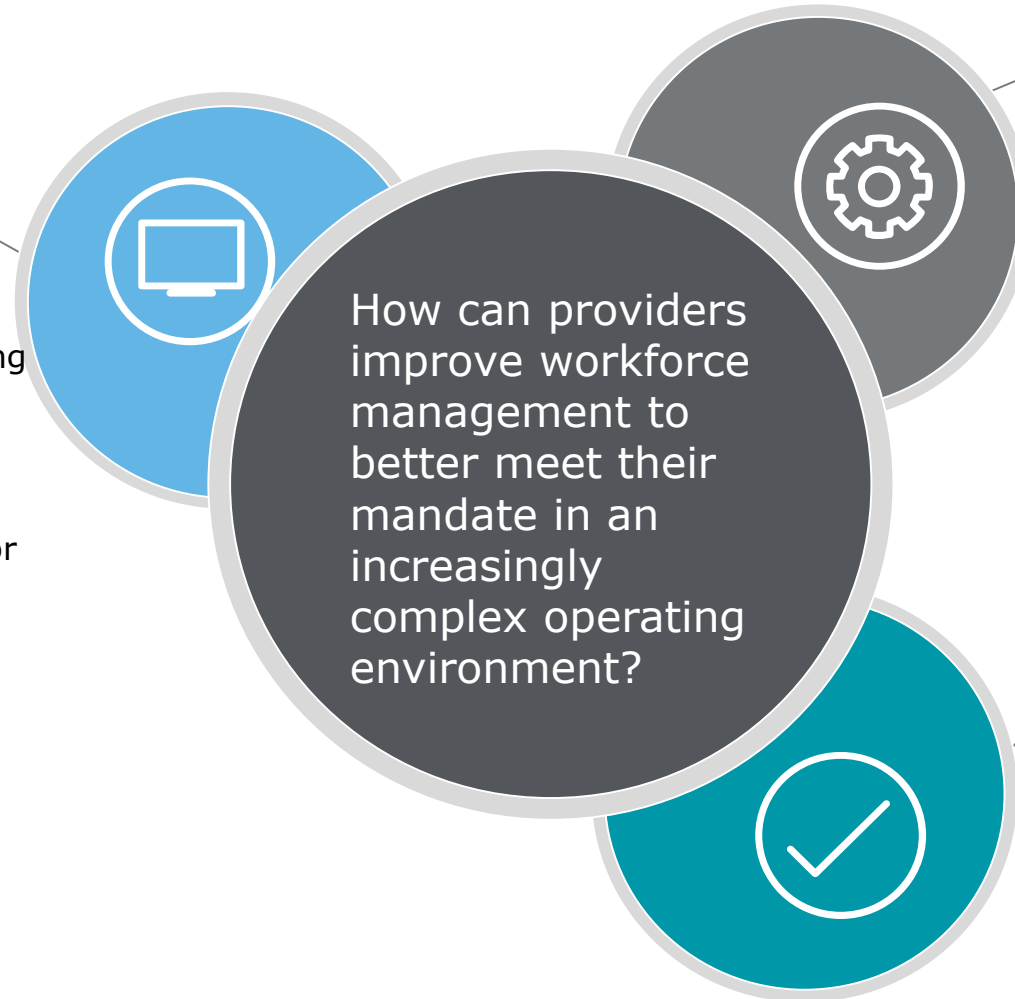 How can providers
improve workforce
management to
better meet their
mandate in an
increasingly
complex operating
environment?